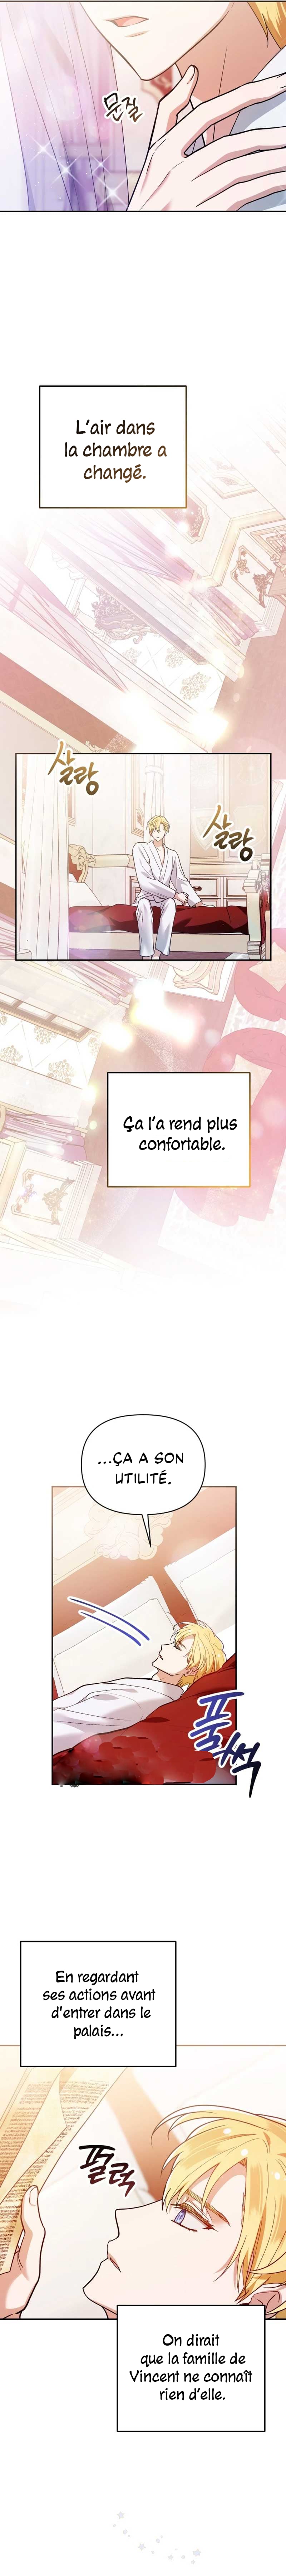 문질
L'air dans
la chambre a
changé.
살랑
살랑
Ça l'a rend plus
confortable.
...ÇA A SON
UTILITÉ.
풀썩
En regardant
ses actions avant
d'entrer dans le
palais...
펄럭
On dirait
que la famille de
Vincent ne connaît
rien d'elle.